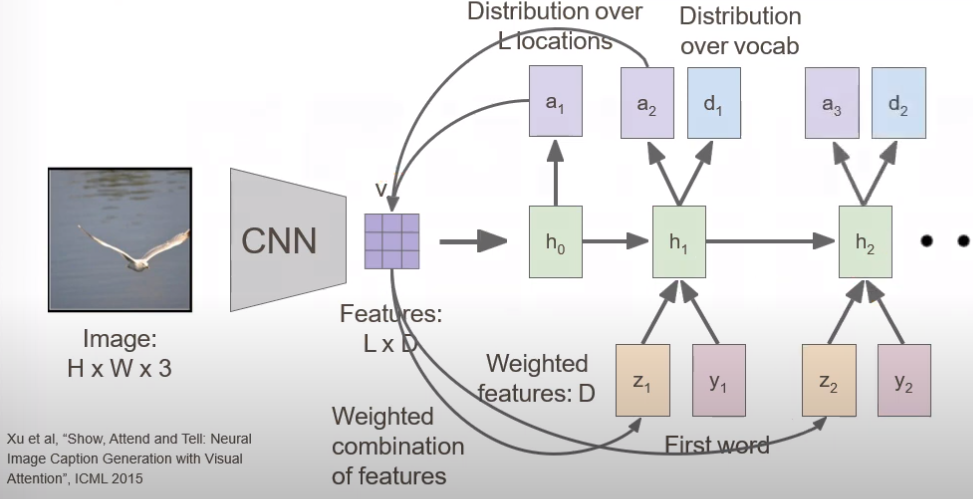 Distribution over
L locations
Distribution
over vocab
a1
a2
d1
a3
d2
CNN
v
h0
h1
h2
Image:
H x W x 3
Features:
L x D
Weighted
features: D
z1
y1
z2
y2
Weighted
combination
of features
First word
Xu et al, “Show, Attend and Tell: Neural
Image Caption Generation with Visual
Attention”, ICML 2015